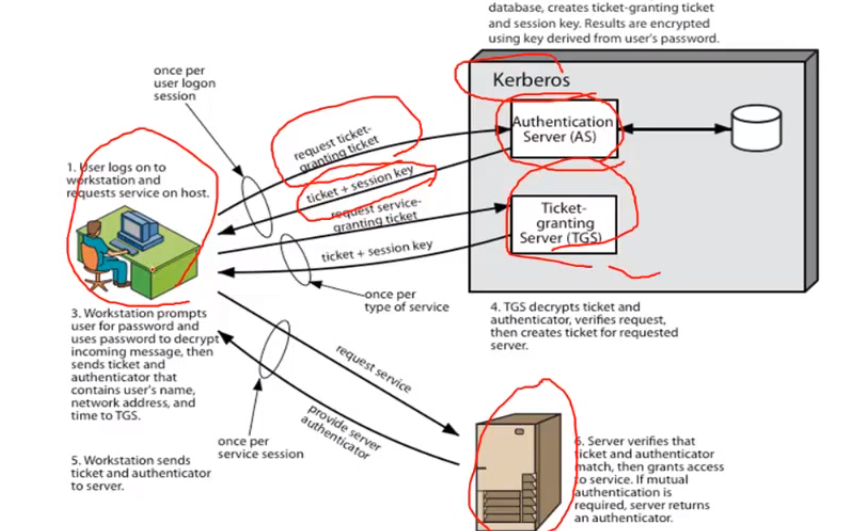 database, creates ticket-granting ticket
and session key. Results are encrypted
using key derived from user's password.
once per
user logon
session
Kerberos
request ticket-
granting ticket
Authentication
Server (AS)
1. User logs on to
workstation and
requests service on host.
ticket + session key
request service-
granting ticket
Ticket-
granting
Server (TGS)
ticket + session key
once per
type of service
3. Workstation prompts
user for password and
uses password to decrypt
incoming message, then
sends ticket and
authenticator that
contains user's name,
network address, and
time to TGS.
4. TGS decrypts ticket and
authenticator, verifies request,
then creates ticket for requested
server.
request service
provide server
authenticator
once per
service session
5. Workstation sends
ticket and authenticator
to server.
6. Server verifies that
ticket and authenticator
match, then grants access
to service. If mutual
authentication is
required, server returns
an authenticator.